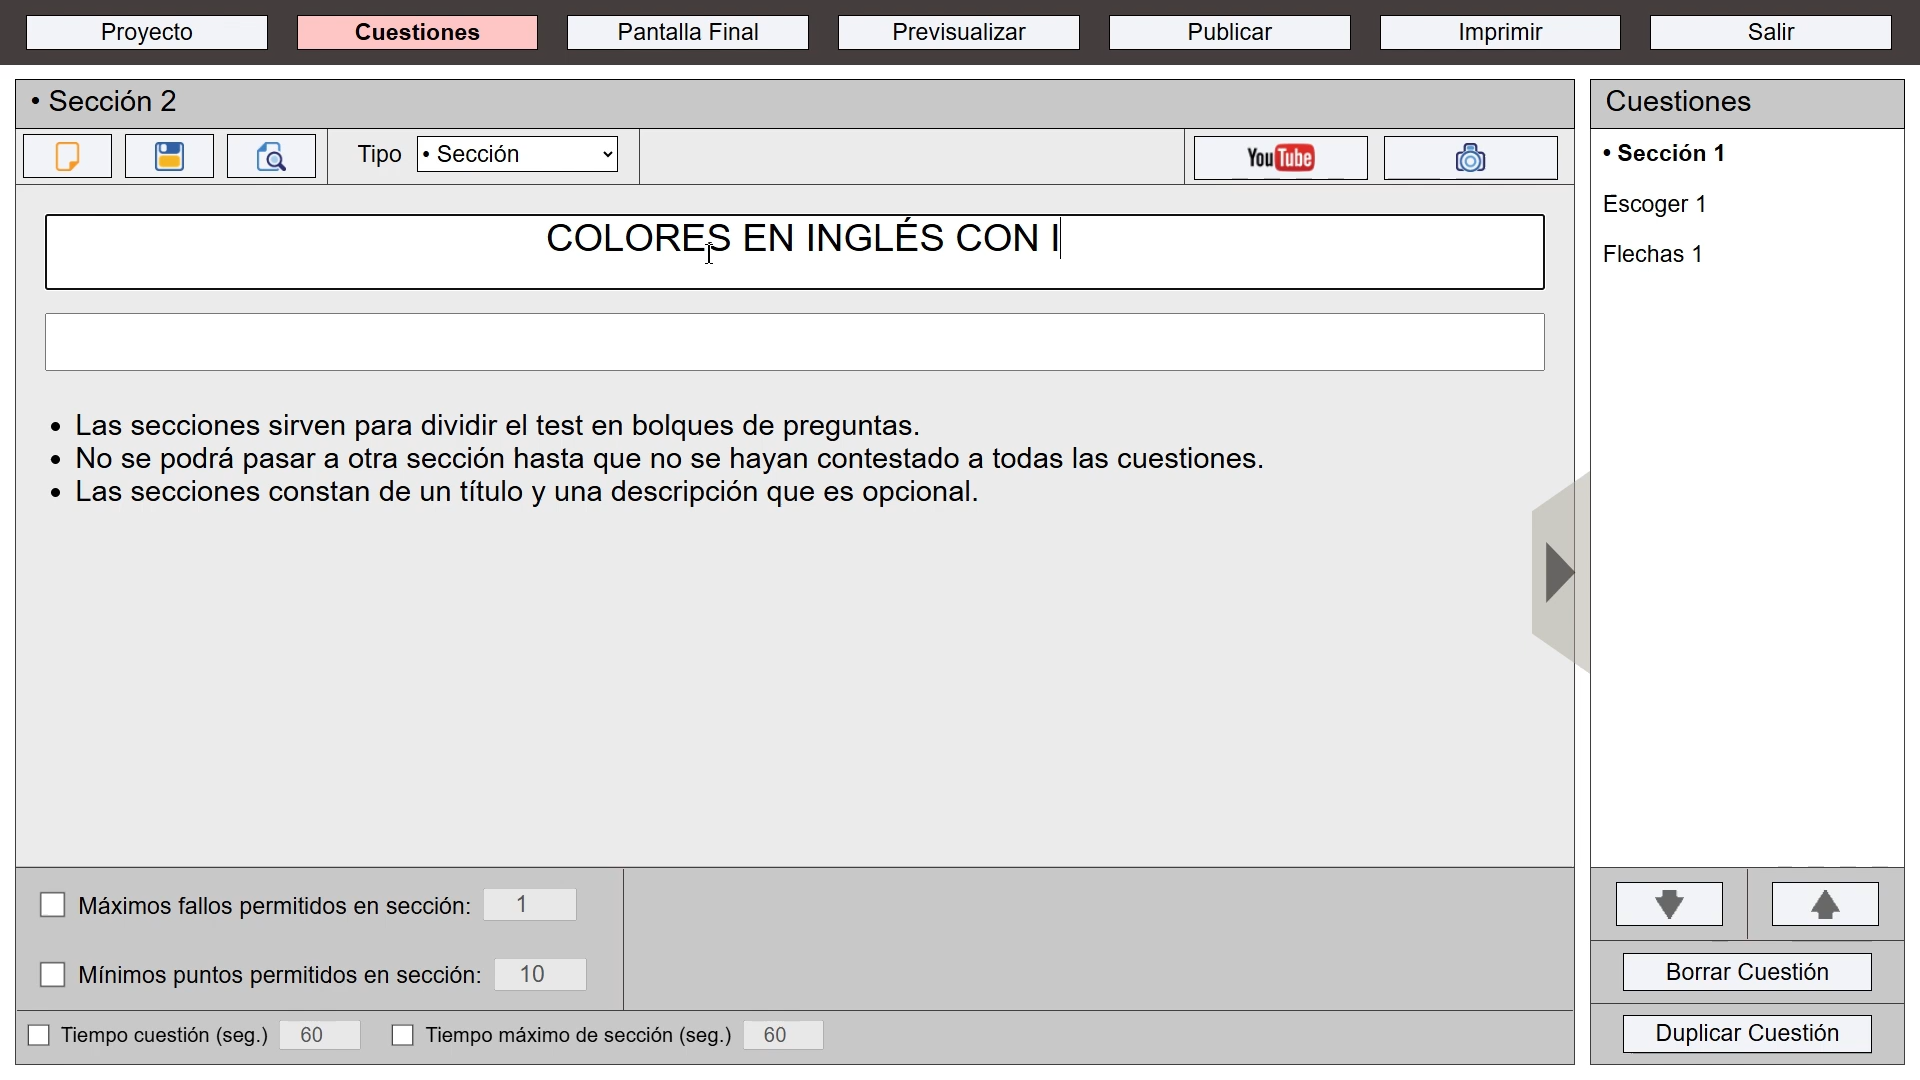 Proyecto
Cuestiones
Pantalla Final
Previsualizar
Publicar
Imprimir
Salir
• Sección 2
Tipo
• Sección
YouTube
COLORES EN INGLÉS CON I
• Las secciones sirven para dividir el test en bolques de preguntas.
• No se podrá pasar a otra sección hasta que no se hayan contestado a todas las cuestiones.
• Las secciones constan de un título y una descripción que es opcional.
Máximos fallos permitidos en sección: 1
Mínimos puntos permitidos en sección: 10
Tiempo cuestión (seg.) 60
Tiempo máximo de sección (seg.) 60
Cuestiones
• Sección 1
Escoger 1
Flechas 1
Borrar Cuestión
Duplicar Cuestión